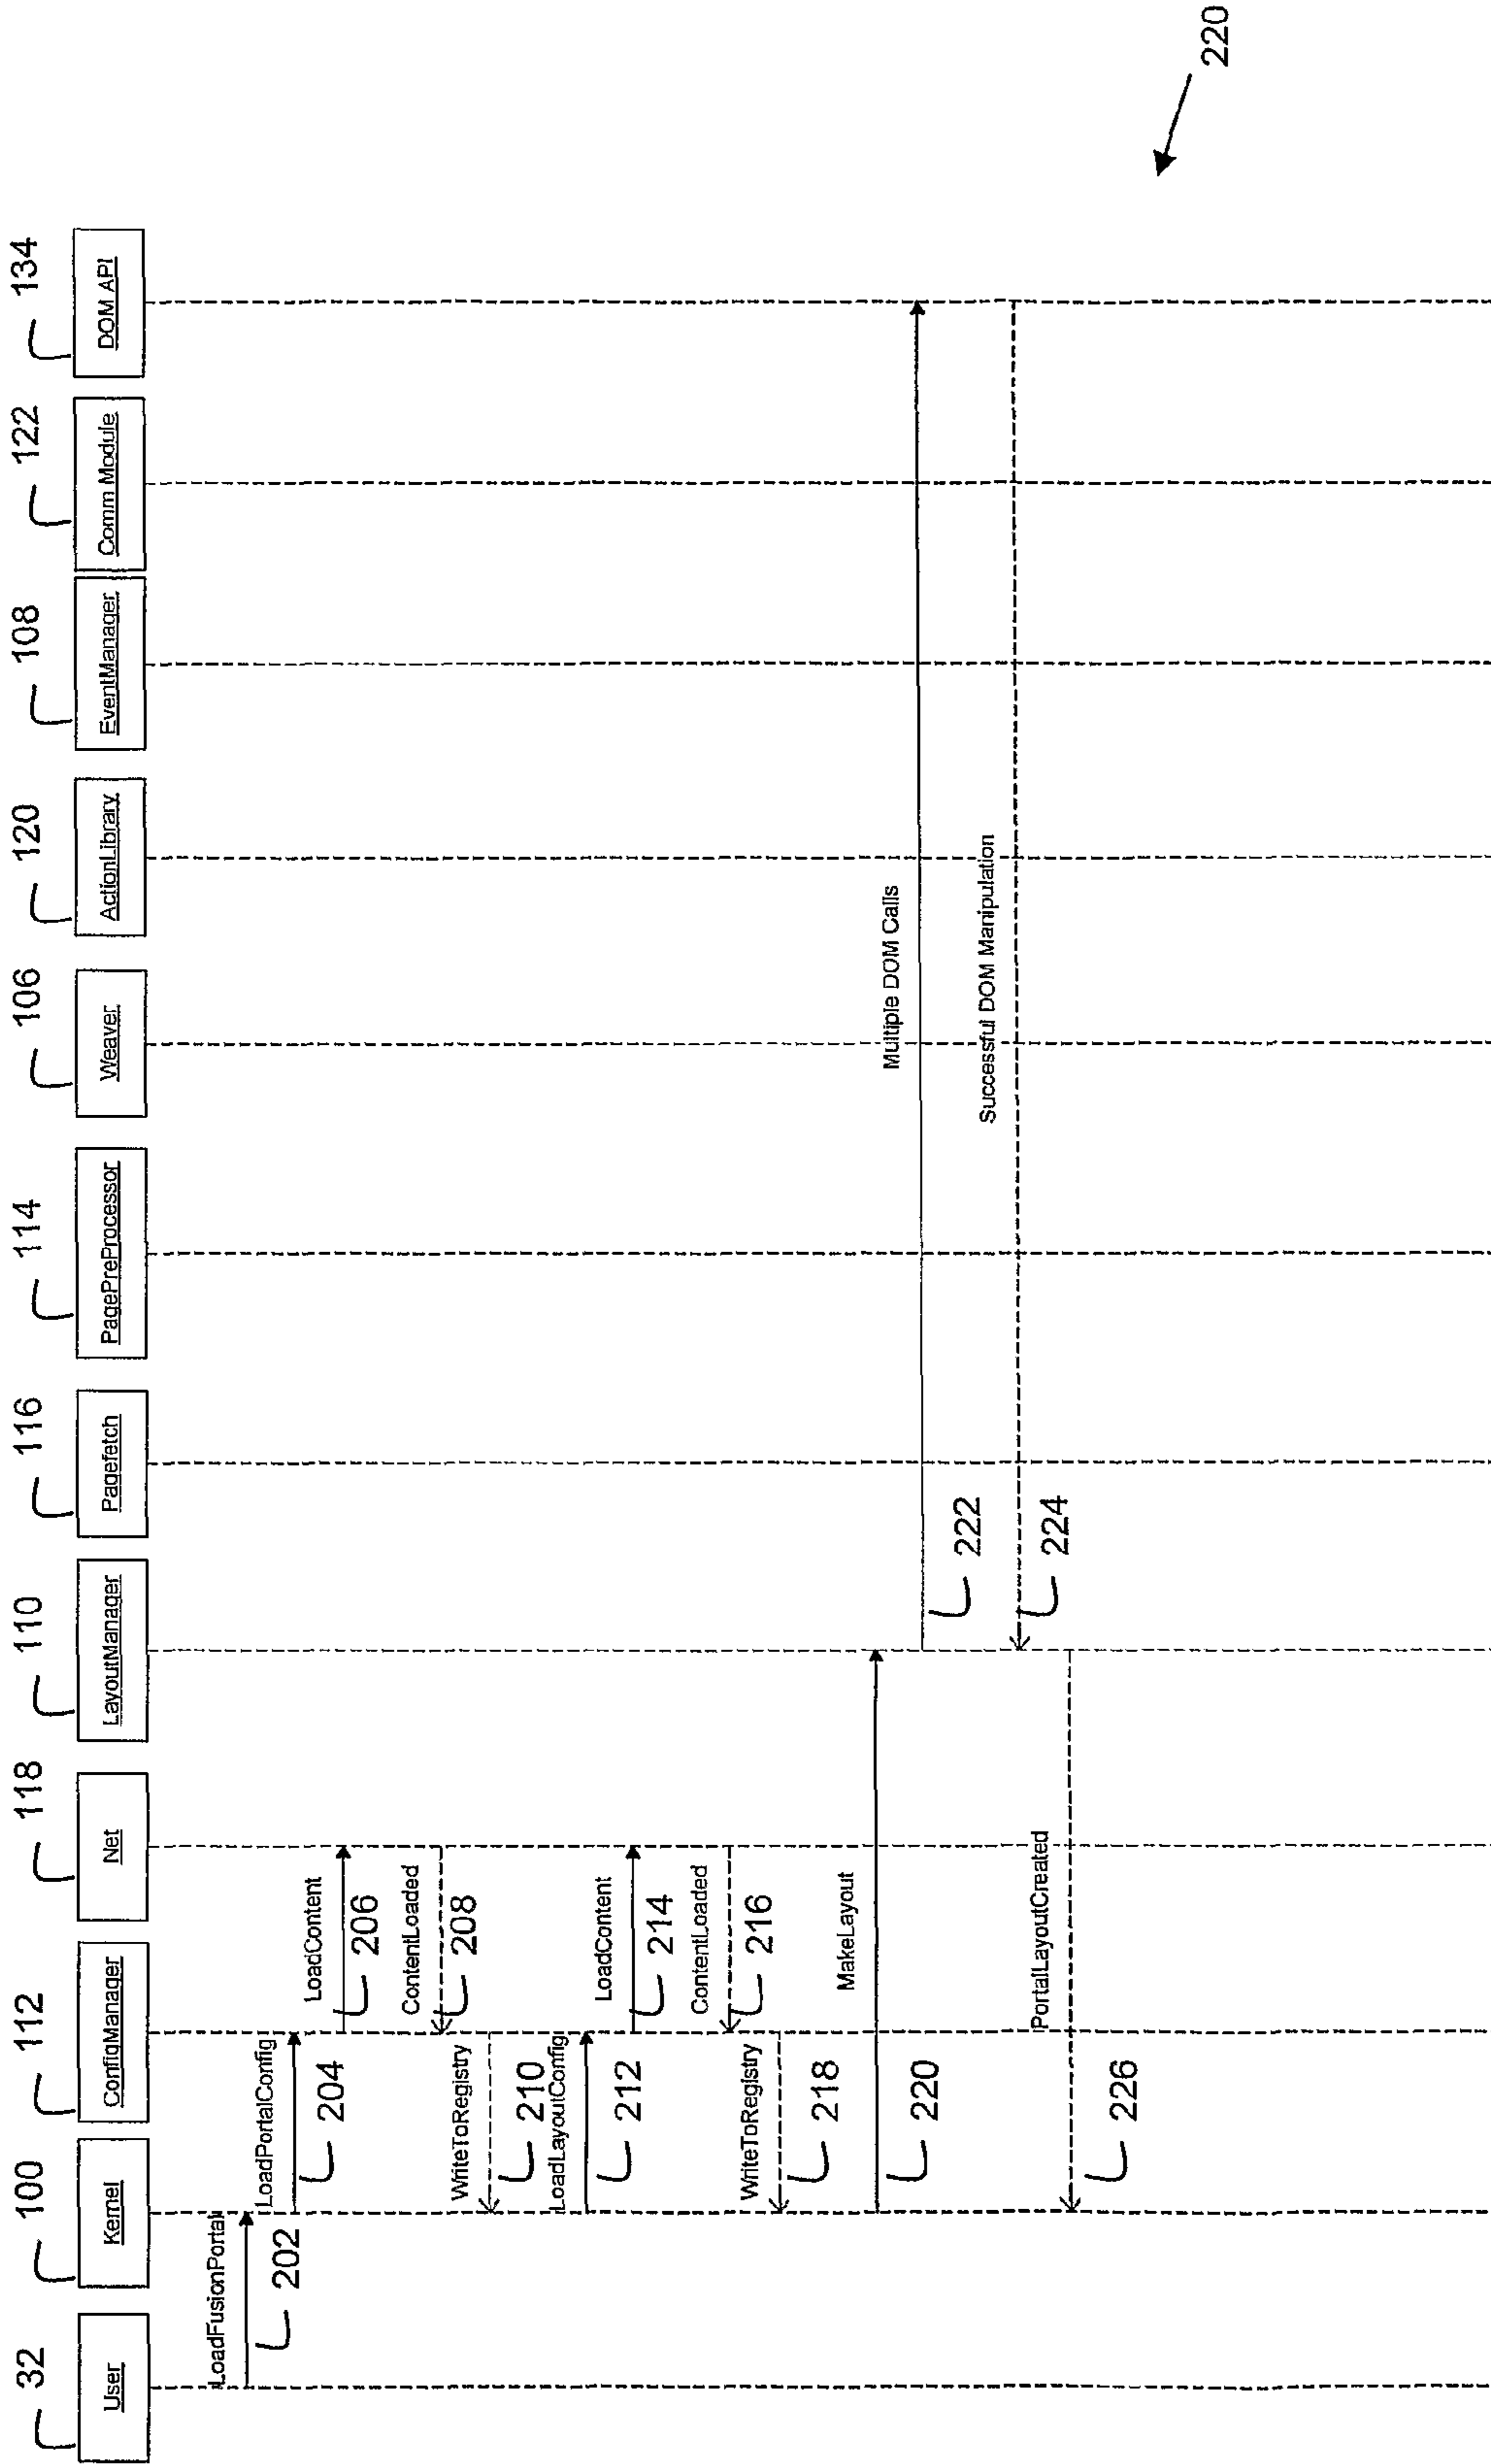 32
100
112
118
110
116
114
106
120
108
122
134
User
Kernel
ConfigManager
Net
LayoutManager
Pagefetch
PagePreProcessor
Weaver
ActionLibrary
EventManager
Comm Module
DOM API
LoadFusionPortal
202
LoadPortalConfig
204
LoadContent
206
ContentLoaded
208
WriteToRegistry
210
LoadLayoutConfig
212
LoadContent
214
ContentLoaded
216
WriteToRegistry
218
MakeLayout
220
Multiple DOM Calls
222
Successful DOM Manipulation
224
PortalLayoutCreated
226
220